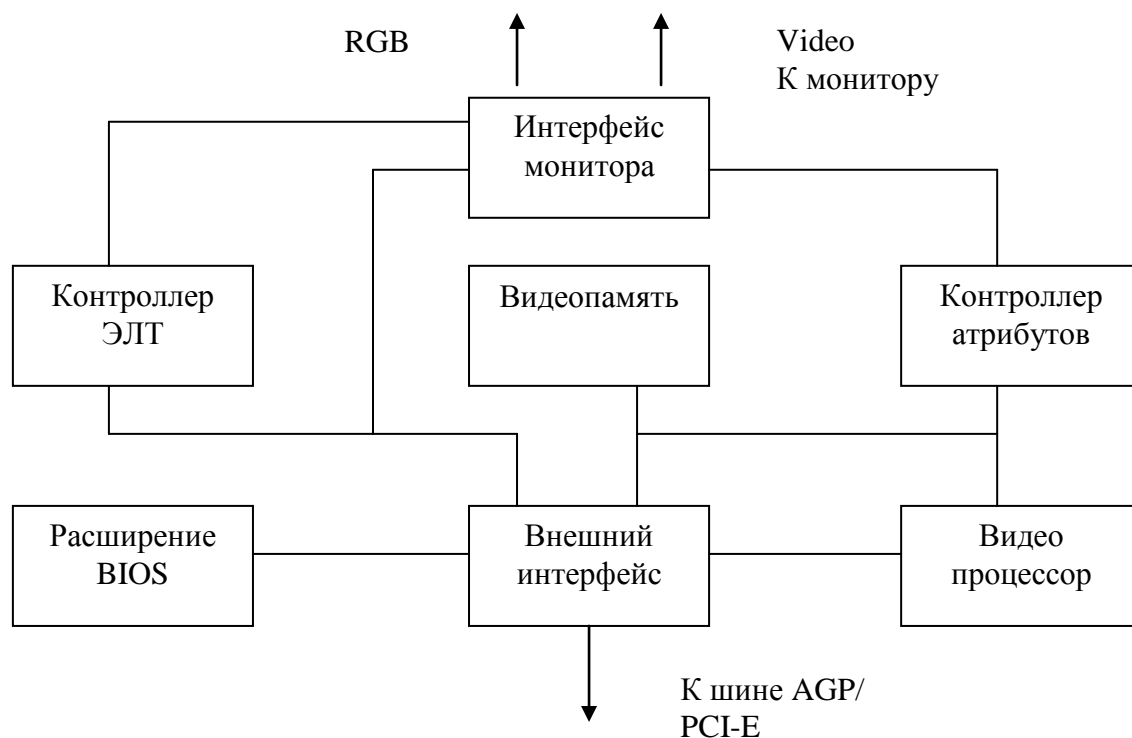 RGB
Video
К монитору
Интерфейс
монитора
Контроллер
ЭЛТ
Видеопамять
Контроллер
атрибутов
Расширение
BIOS
Внешний
интерфейс
Видео
процессор
К шине AGP/
PCI-E